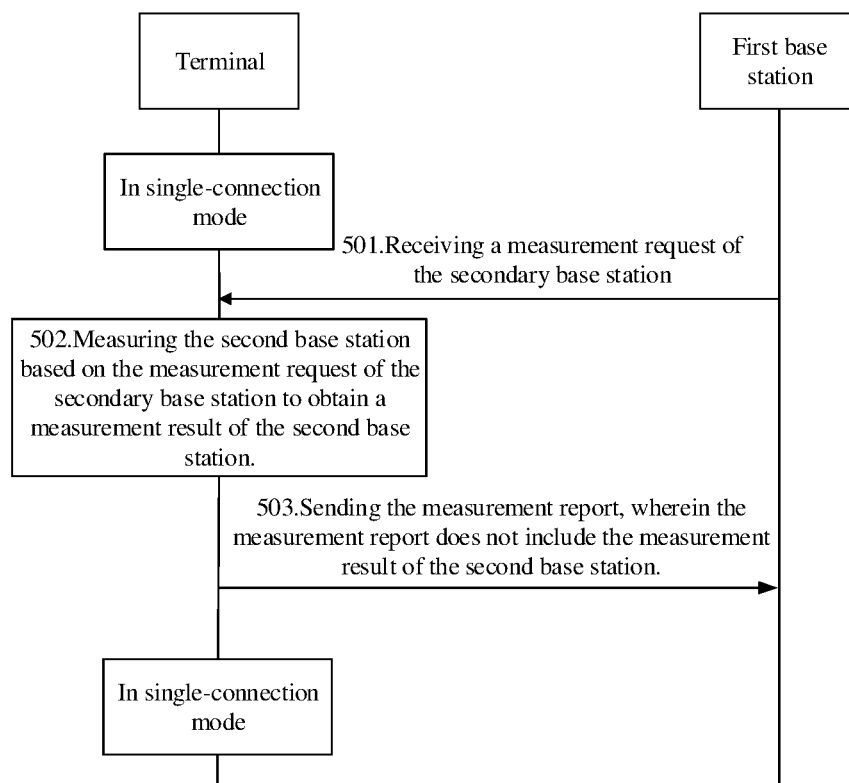 Terminal
First base
station
In single-connection
mode
501.Receiving a measurement request of
the secondary base station
502.Measuring the second base station
based on the measurement request of the
secondary base station to obtain a
measurement result of the second base
station.
503.Sending the measurement report, wherein the
measurement report does not include the measurement
result of the second base station.
In single-connection
mode